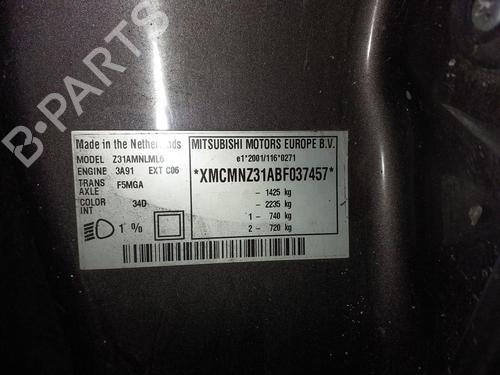 B-PARTS
Made in the Netherlands
MODEL Z31AMNLML6
ENGINE 3A91 EXT C06
TRANS AXLE F5MGA
COLOR INT 34D
1 %
MITSUBISHI MOTORS EUROPE B.V.
e1*2001/116*0271
*XMCMNZ31ABF037457*
- 1425 kg
- 2235 kg
1 - 740 kg
2 - 720 kg